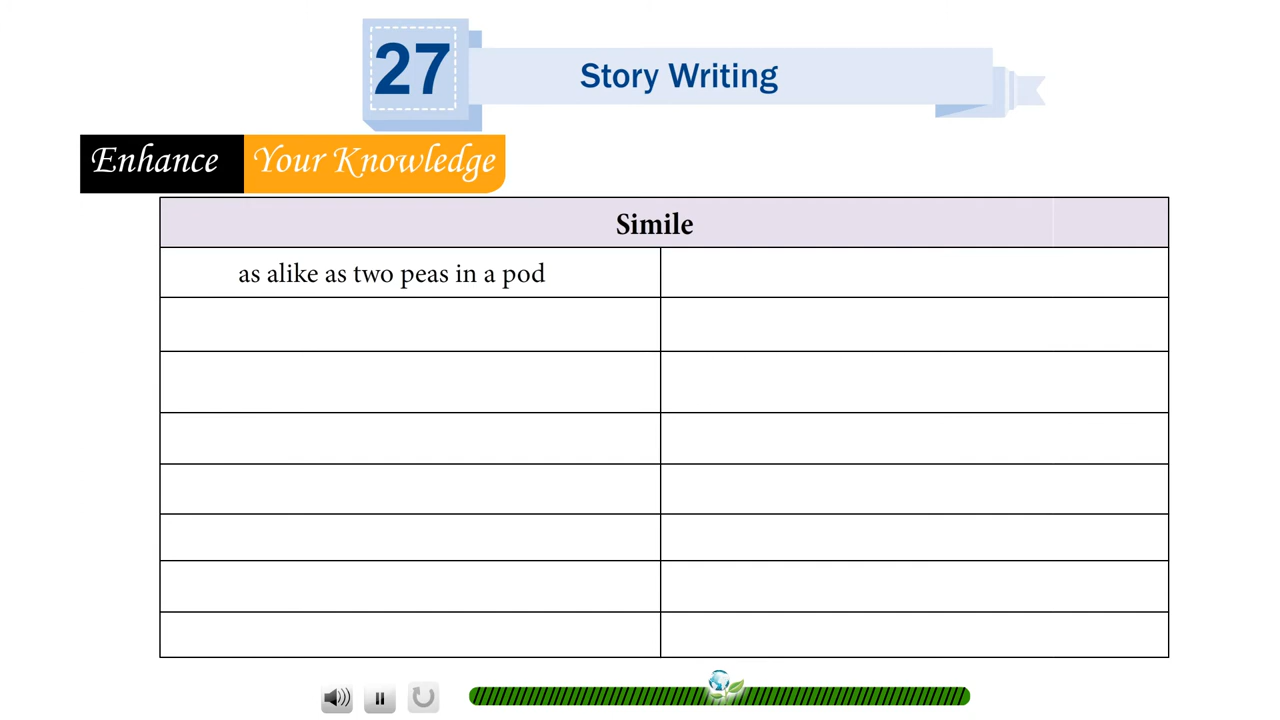 27
Story Writing
Enhance Your Knowledge
Simile
as alike as two peas in a pod